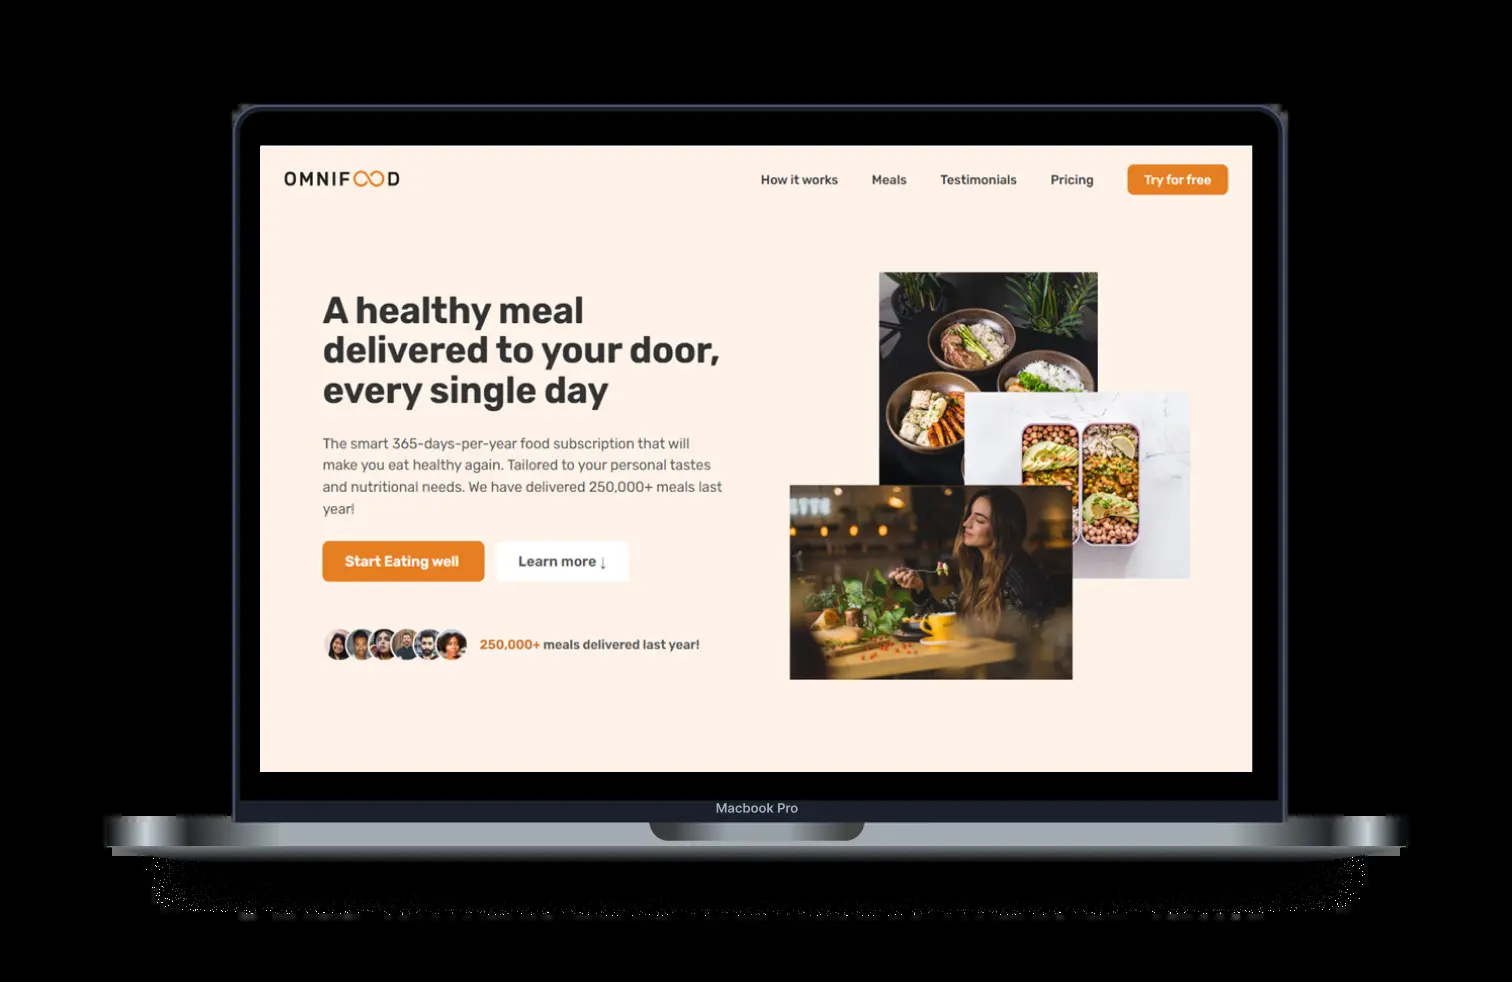 OMNIFOOD
How it works
Meals
Testimonials
Pricing
Try for free
A healthy meal
delivered to your door,
every single day
The smart 365-days-per-year food subscription that will
make you eat healthy again. Tailored to your personal tastes
and nutritional needs. We have delivered 250,000+ meals last
year!
Start Eating well
Learn more ↓
250,000+ meals delivered last year!
Macbook Pro